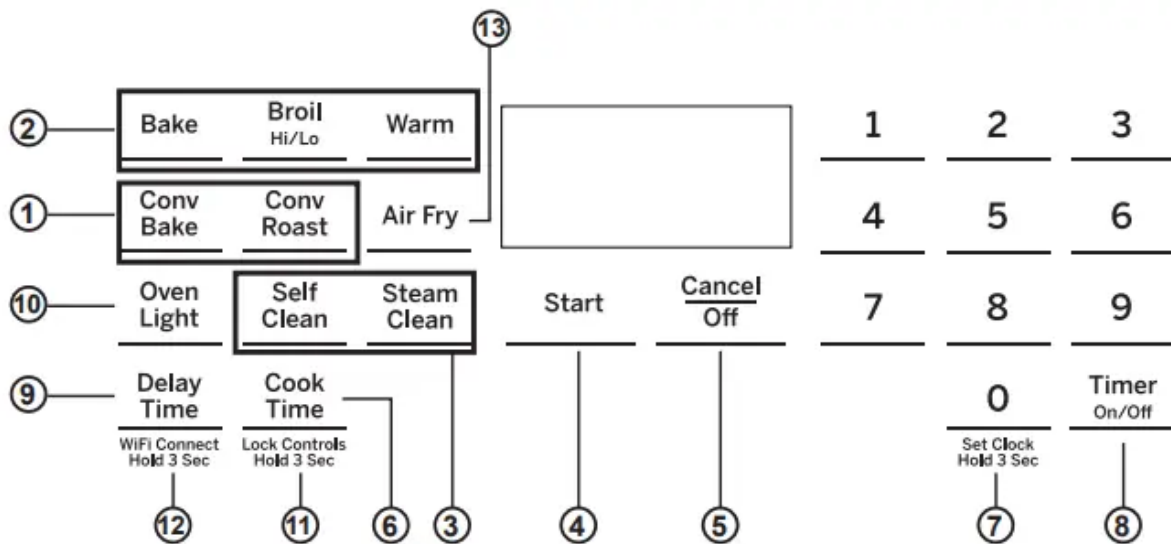 13
2 Bake Broil Warm 1 2 3
Hi/Lo
1 Conv Conv Air Fry 4 5 6
Bake Roast
10 Oven Self Steam Start Cancel 7 8 9
Light Clean Clean Off
9 Delay Cook 0 Timer
Time Time On/Off
WiFi Connect Lock Controls Set Clock
Hold 3 Sec Hold 3 Sec Hold 3 Sec
12 11 6 3 4 5 7 8